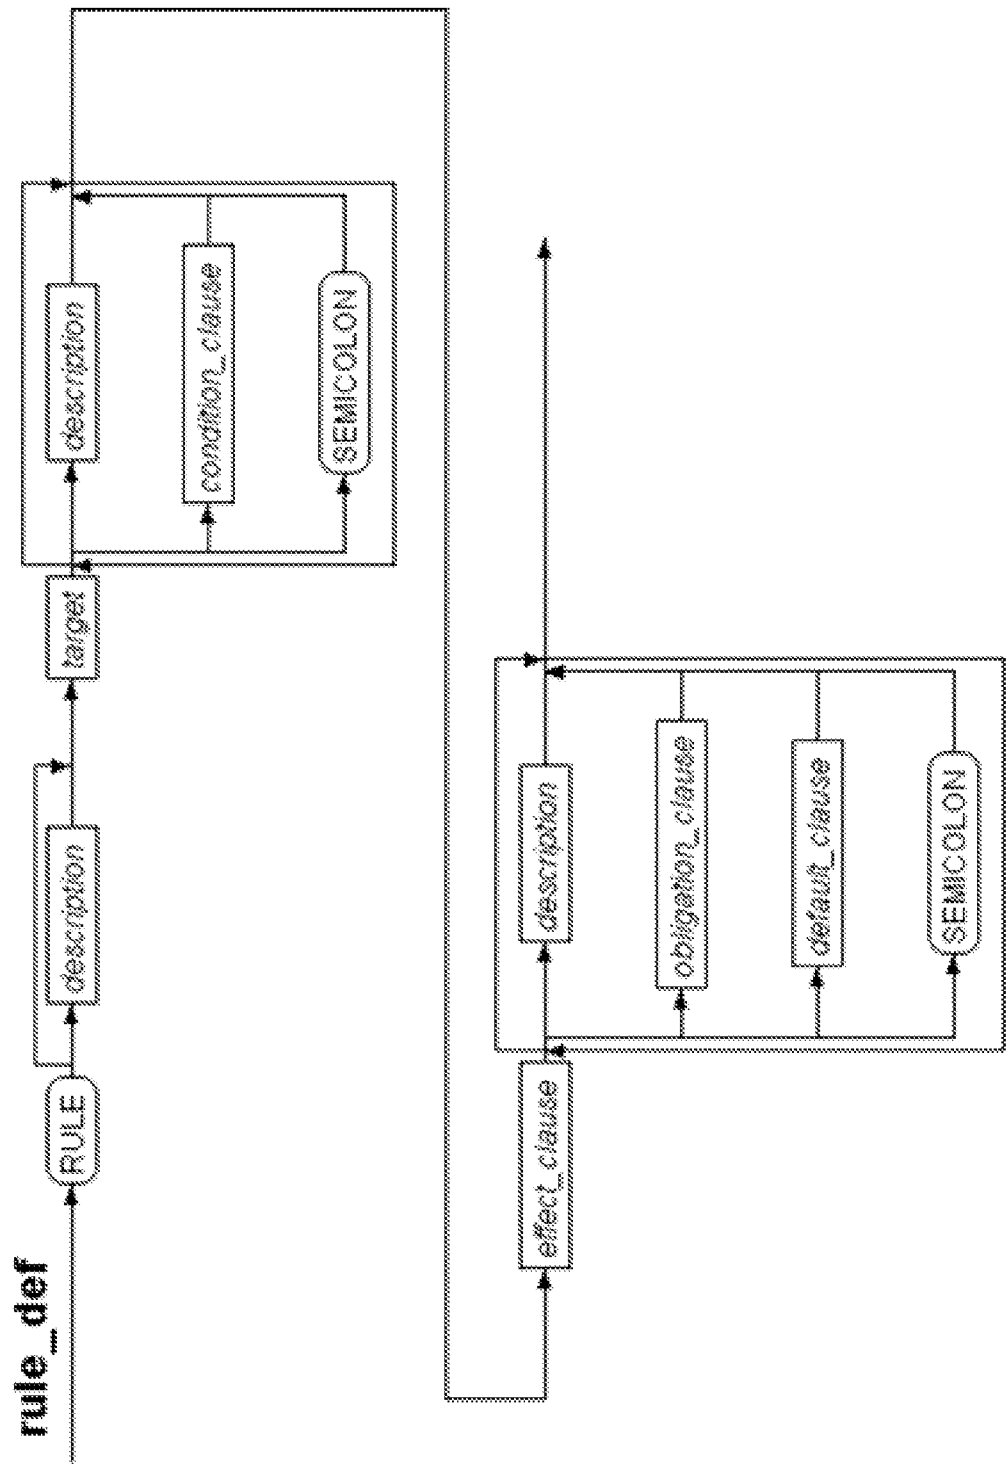 rule_def
RULE
description
target
description
condition_clause
SEMICOLON
effect_clause
description
obligation_clause
default_clause
SEMICOLON